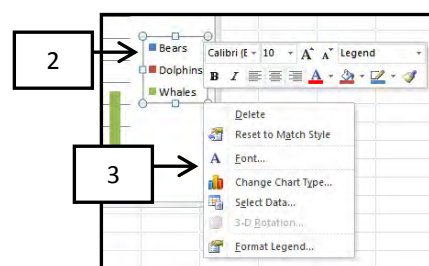 2
Bears
Dolphins
Whales
Calibri (E 10 A A Legend
B I A
3
Delete
Reset to Match Style
A Font...
Change Chart Type...
Select Data...
3-D Rotation...
Format Legend...